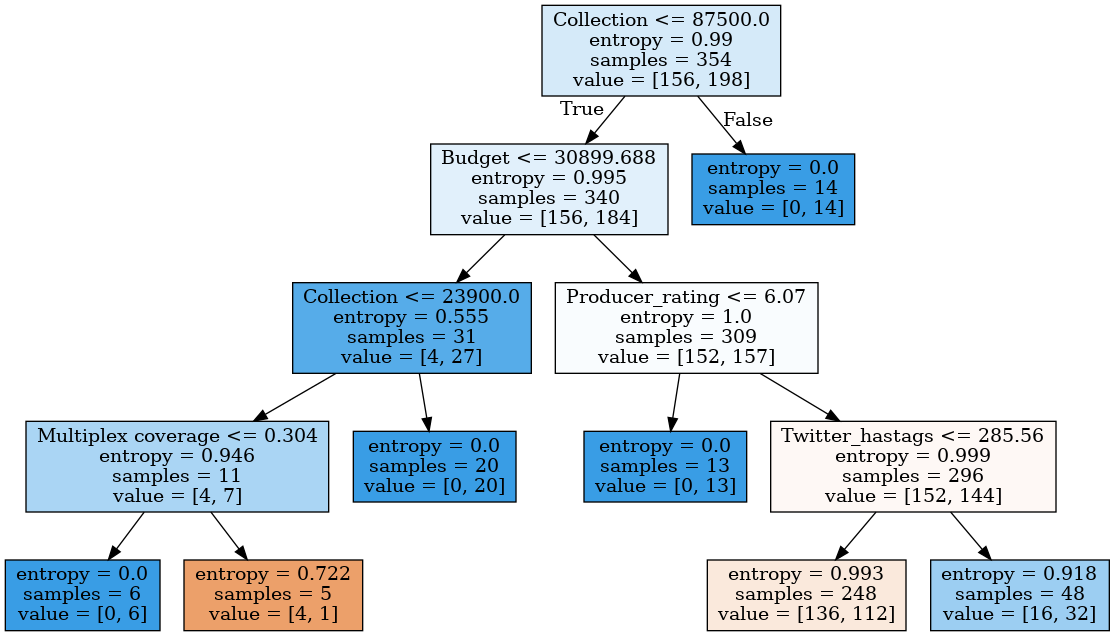 Collection <= 87500.0
entropy = 0.99
samples = 354
value = [156, 198]
True
False
Budget <= 30899.688
entropy = 0.995
samples = 340
value = [156, 184]
entropy = 0.0
samples = 14
value = [0, 14]
Collection <= 23900.0
entropy = 0.555
samples = 31
value = [4, 27]
Producer_rating <= 6.07
entropy = 1.0
samples = 309
value = [152, 157]
Multiplex coverage <= 0.304
entropy = 0.946
samples = 11
value = [4, 7]
entropy = 0.0
samples = 20
value = [0, 20]
entropy = 0.0
samples = 13
value = [0, 13]
Twitter_hastags <= 285.56
entropy = 0.999
samples = 296
value = [152, 144]
entropy = 0.0
samples = 6
value = [0, 6]
entropy = 0.722
samples = 5
value = [4, 1]
entropy = 0.993
samples = 248
value = [136, 112]
entropy = 0.918
samples = 48
value = [16, 32]